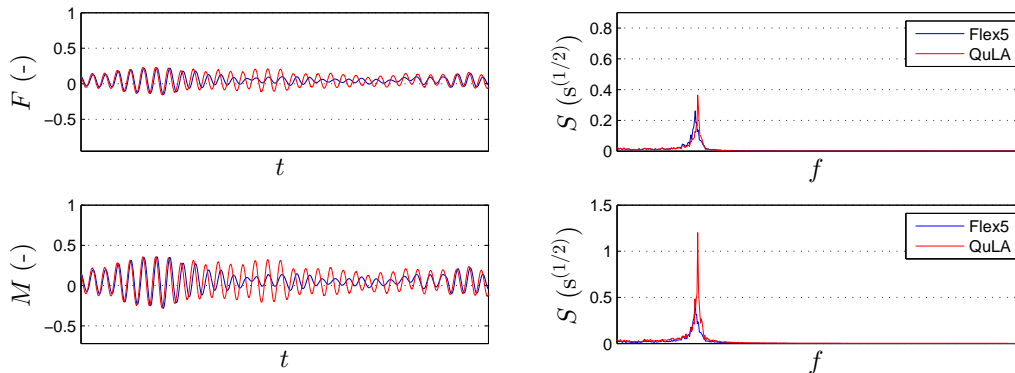 F (-)
1
0.5
0
−0.5
t
S (s^(1/2))
0.8
0.6
0.4
0.2
0
Flex5
QuLA
f
M (-)
1
0.5
0
−0.5
t
S (s^(1/2))
1.5
1
0.5
0
Flex5
QuLA
f